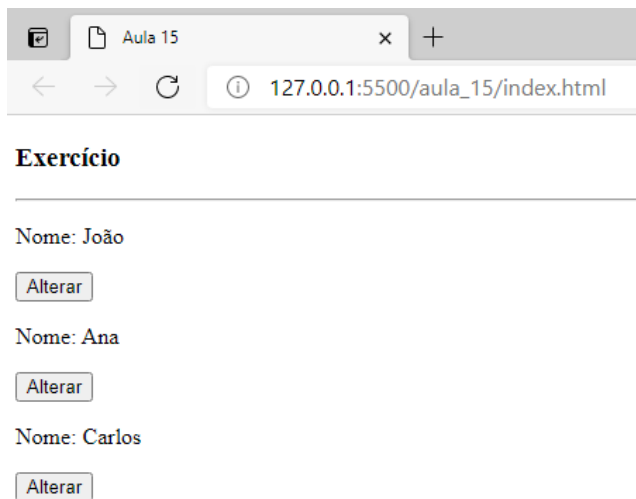 Aula 15
127.0.0.1:5500/aula_15/index.html
Exercício
Nome: João
Alterar
Nome: Ana
Alterar
Nome: Carlos
Alterar